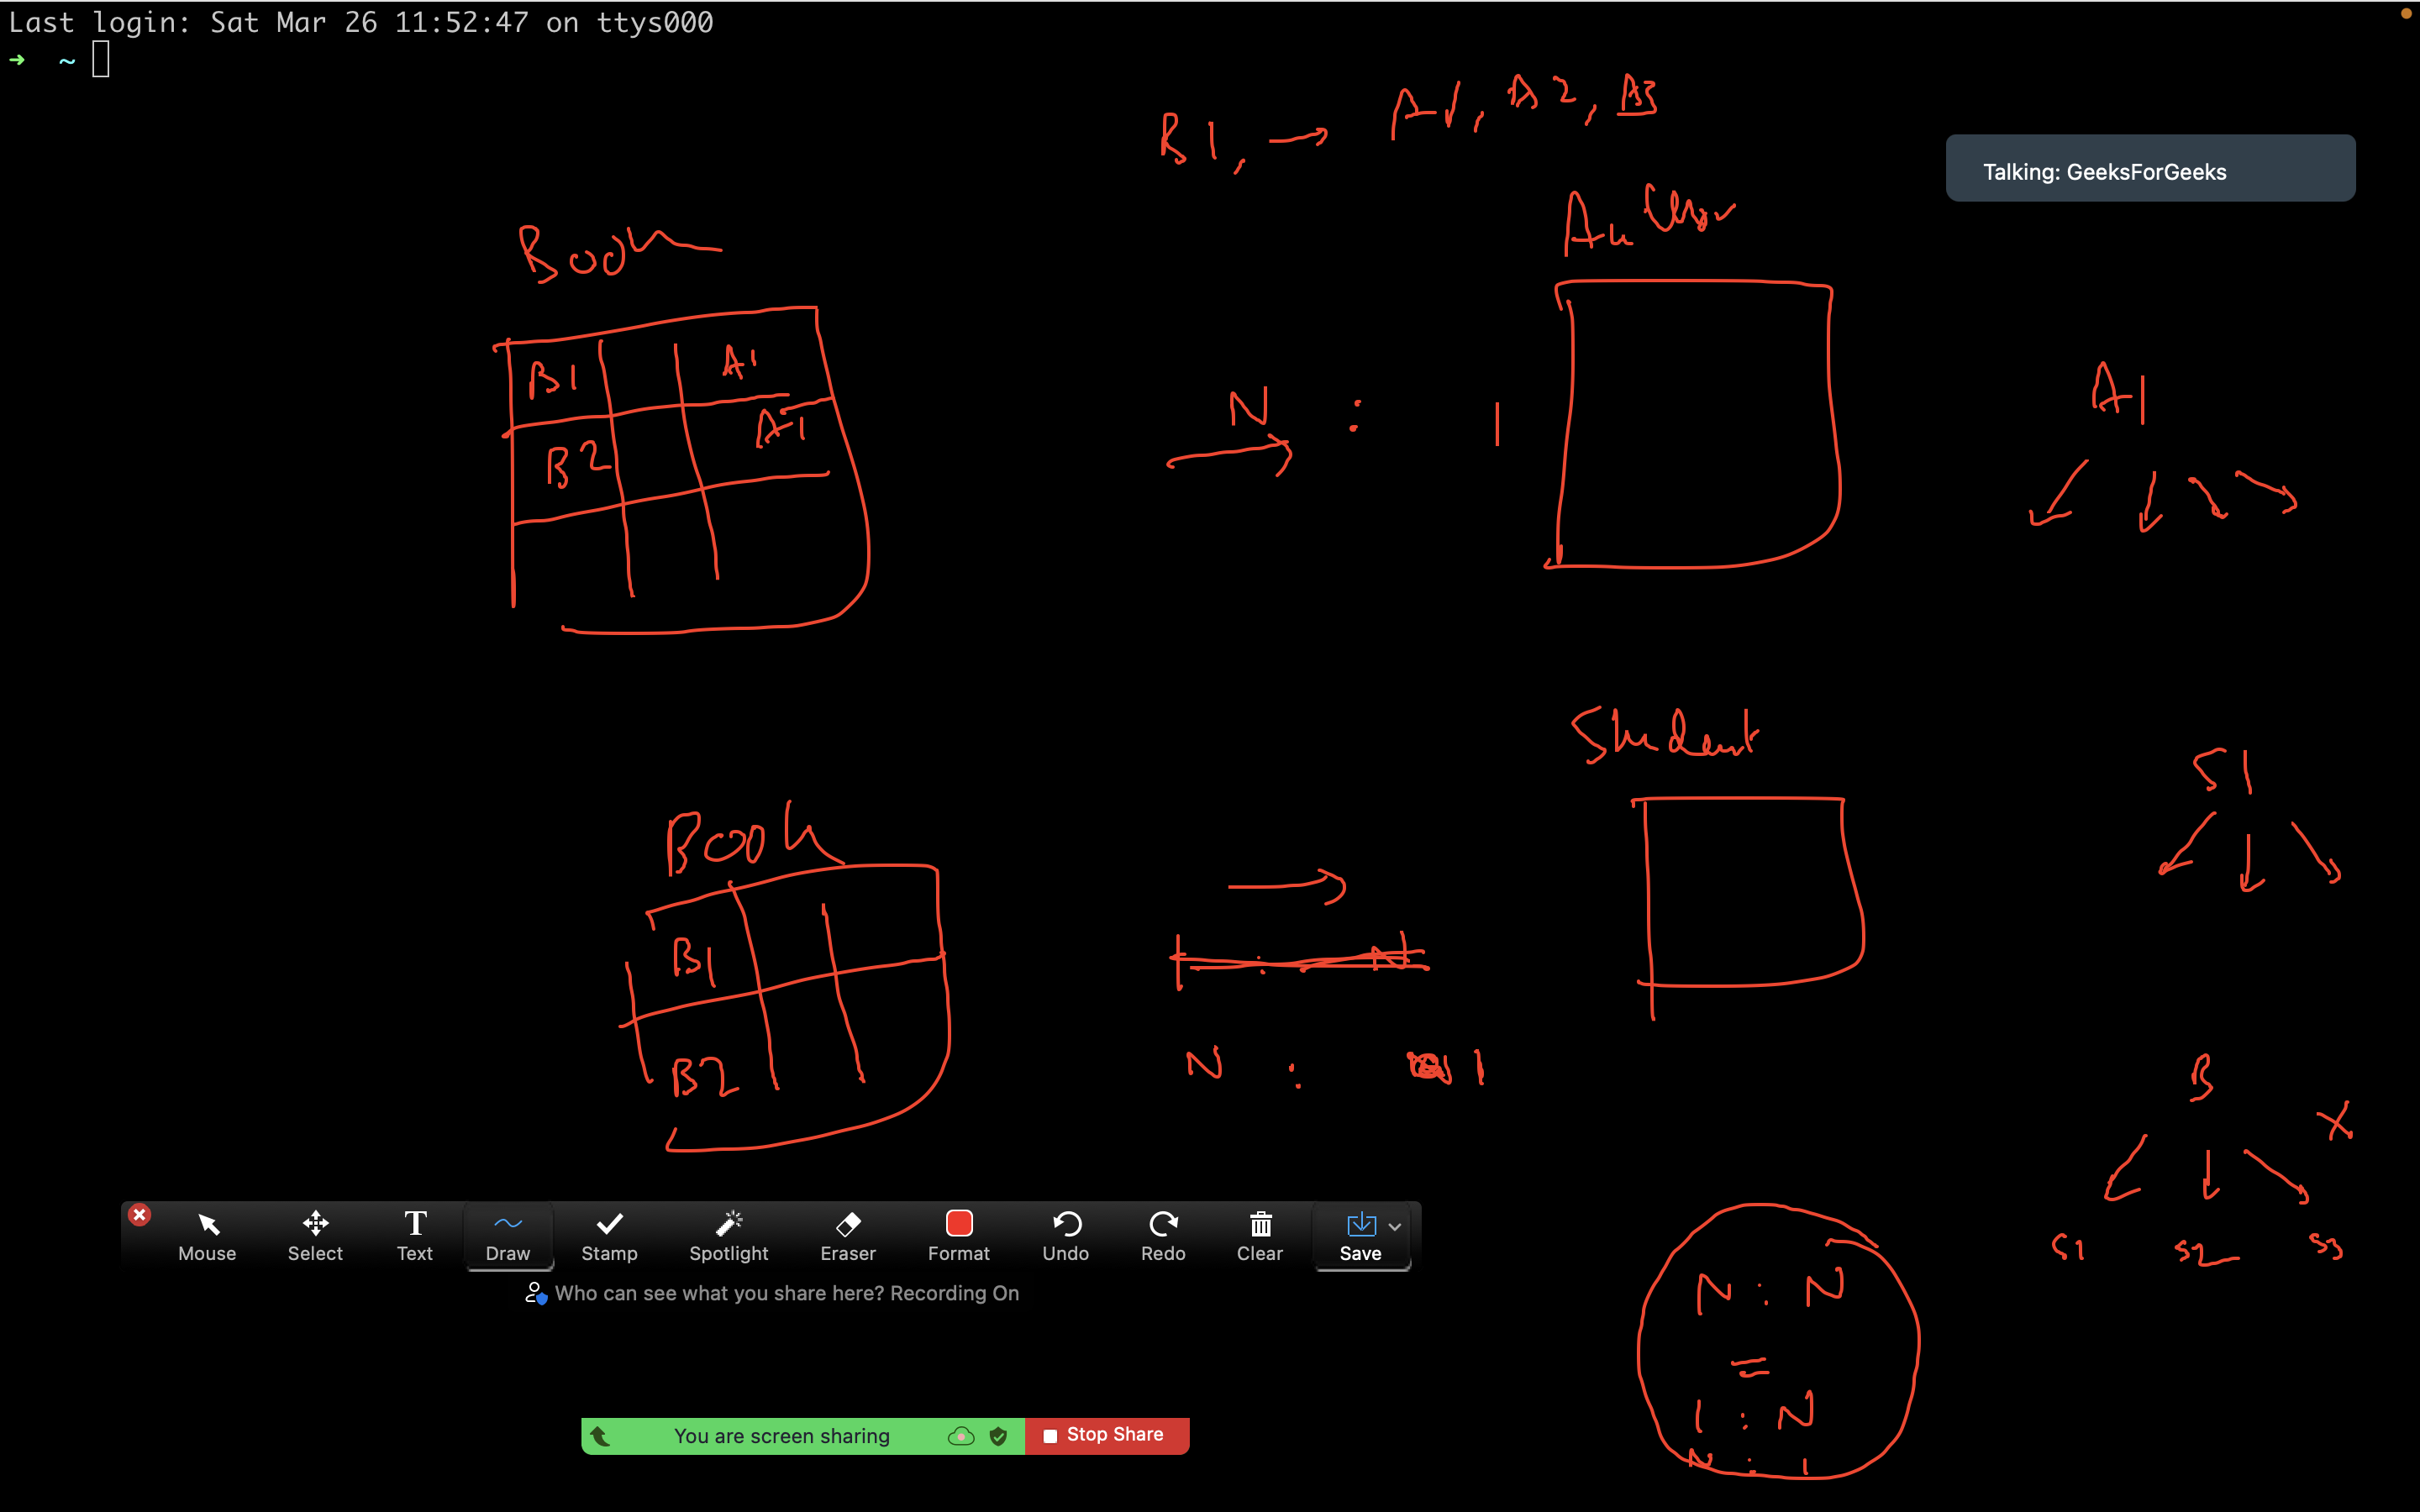 Last login: Sat Mar 26 11:52:47 on ttys000
➜ ~
B1, → A1, A2, A3
Talking: GeeksForGeeks
Book
Author
B1 A1
B2 A1
N : 1
A1
Student
S1
Book
B1
B2
1 : N
N : 1
B
X
S1 S2 S3
N : N
=
1 : N
N : 1
Mouse Select Text Draw Stamp Spotlight Eraser Format Undo Redo Clear Save
Who can see what you share here? Recording On
You are screen sharing Stop Share